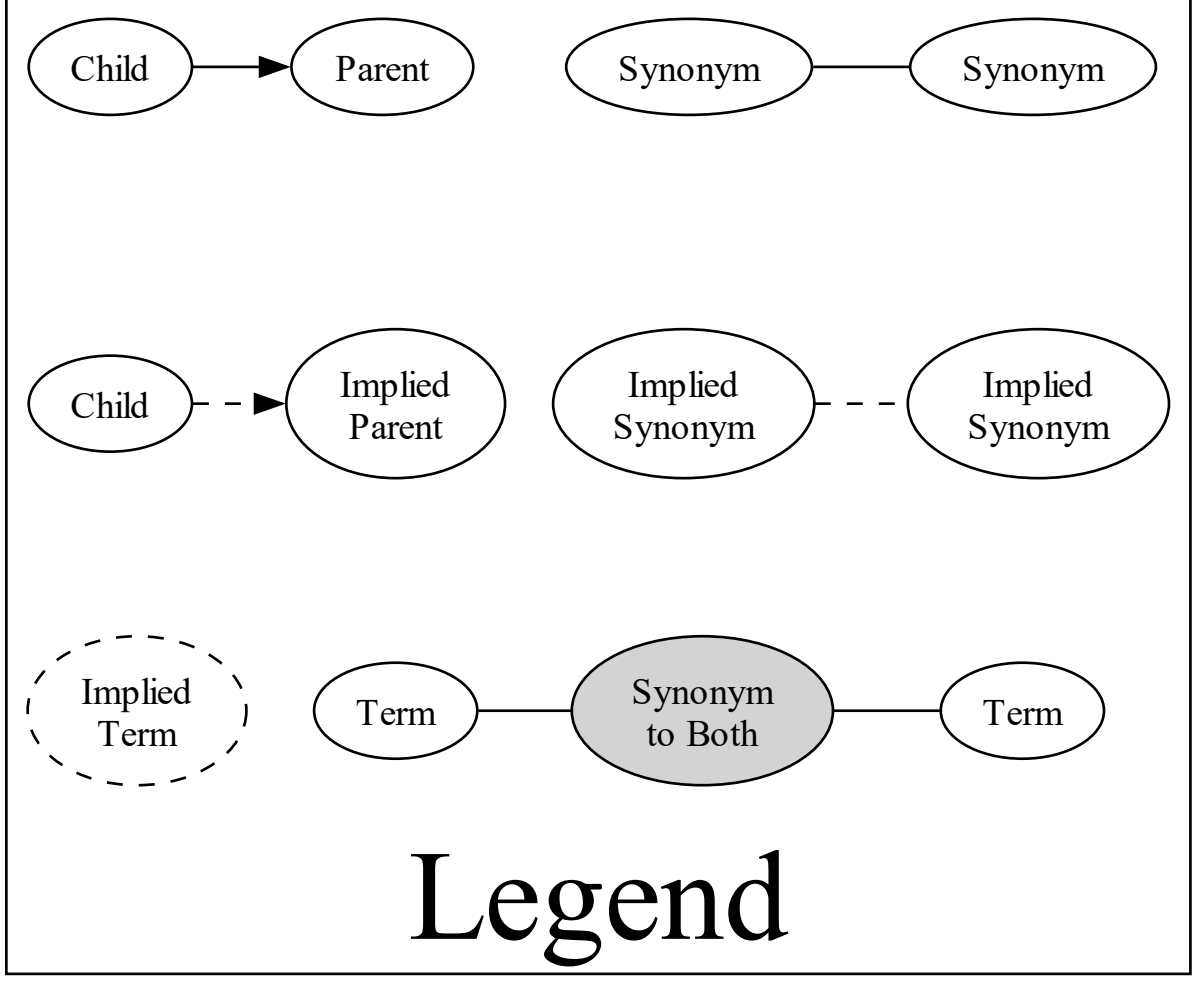 Child
Parent
Synonym
Synonym
Child
Implied
Parent
Implied
Synonym
Implied
Synonym
Implied
Term
Term
Synonym
to Both
Term
Legend